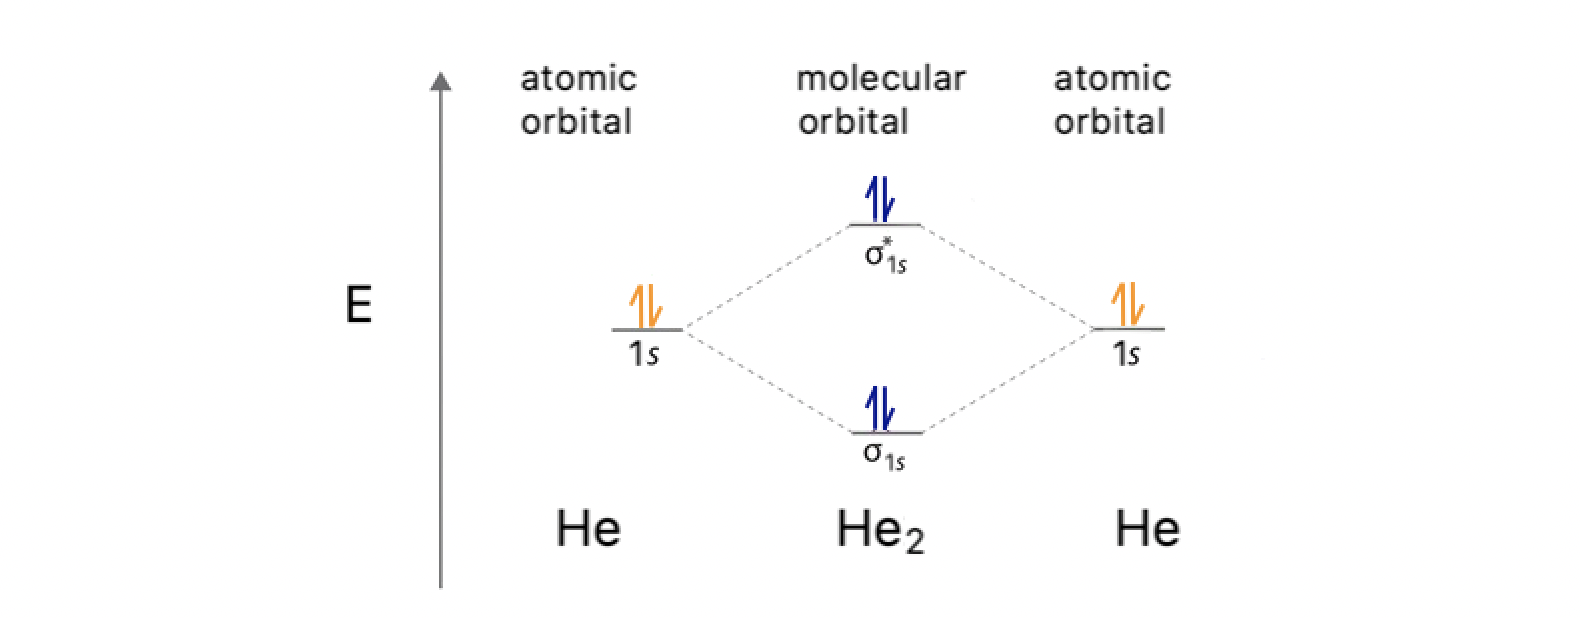 atomic
orbital
molecular
orbital
atomic
orbital
σ*1s
E
1s
1s
σ1s
He
He2
He